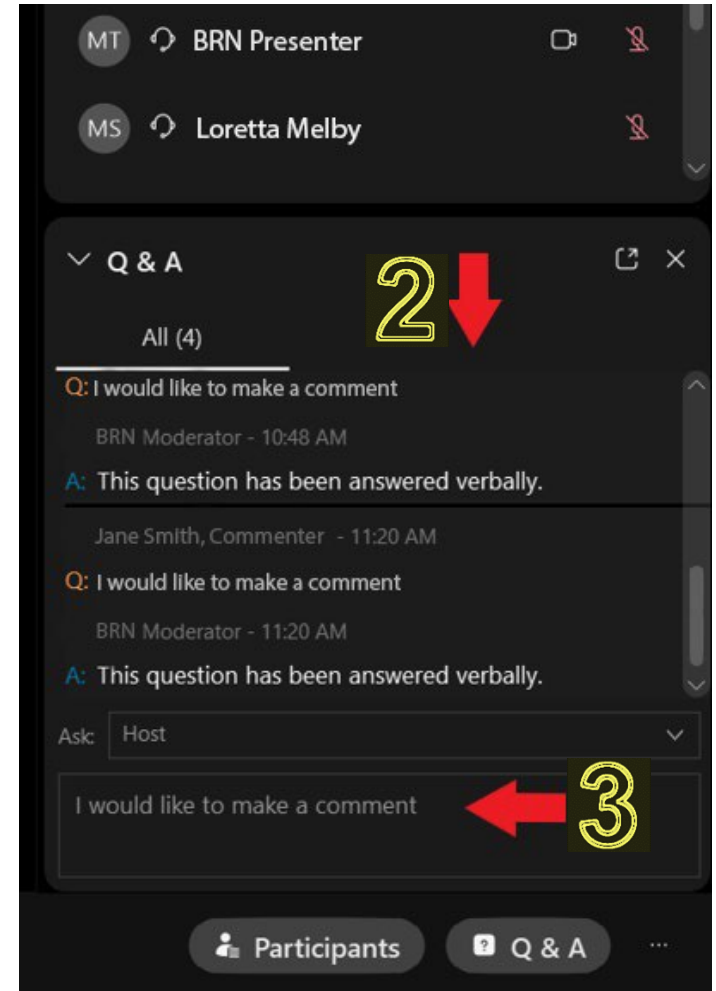 MT BRN Presenter
MS Loretta Melby
Q & A
2
All (4)
Q: I would like to make a comment
BRN Moderator - 10:48 AM
A: This question has been answered verbally.
Jane Smith, Commenter - 11:20 AM
Q: I would like to make a comment
BRN Moderator - 11:20 AM
A: This question has been answered verbally.
Ask: Host
I would like to make a comment
3
Participants ? Q & A ...